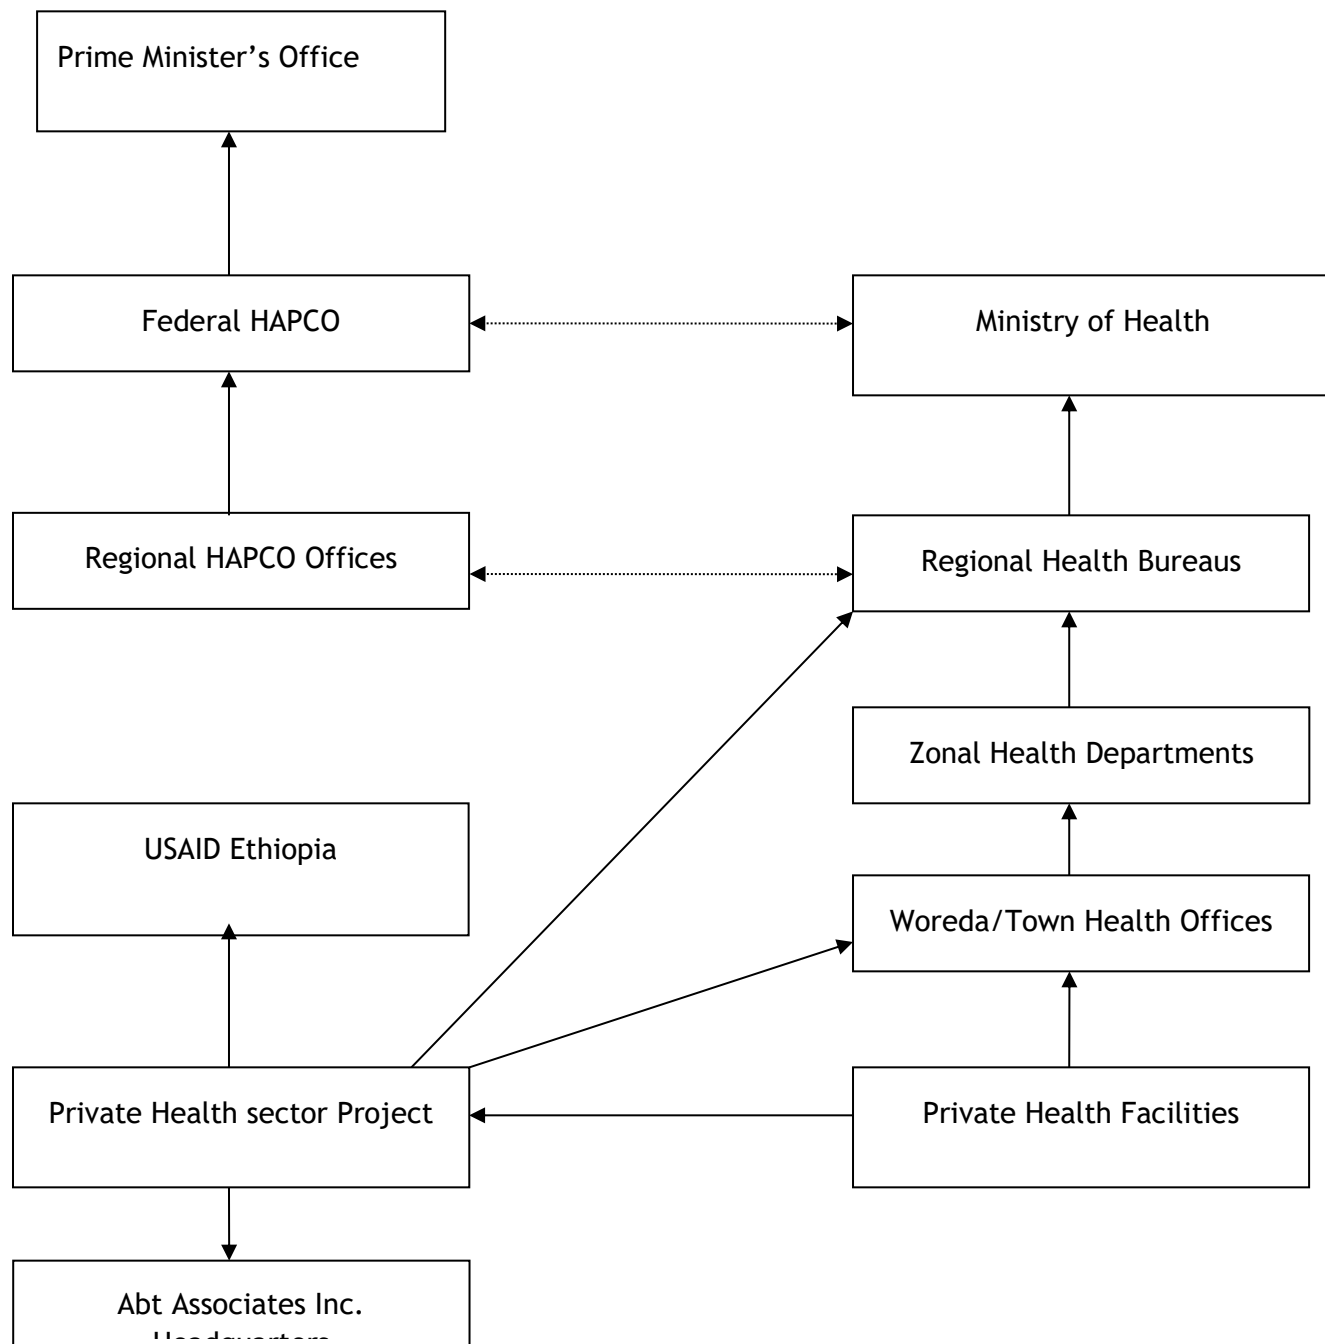 Prime Minister’s Office
Federal HAPCO
Ministry of Health
Regional HAPCO Offices
Regional Health Bureaus
Zonal Health Departments
USAID Ethiopia
Woreda/Town Health Offices
Private Health sector Project
Private Health Facilities
Abt Associates Inc.
Headquarters